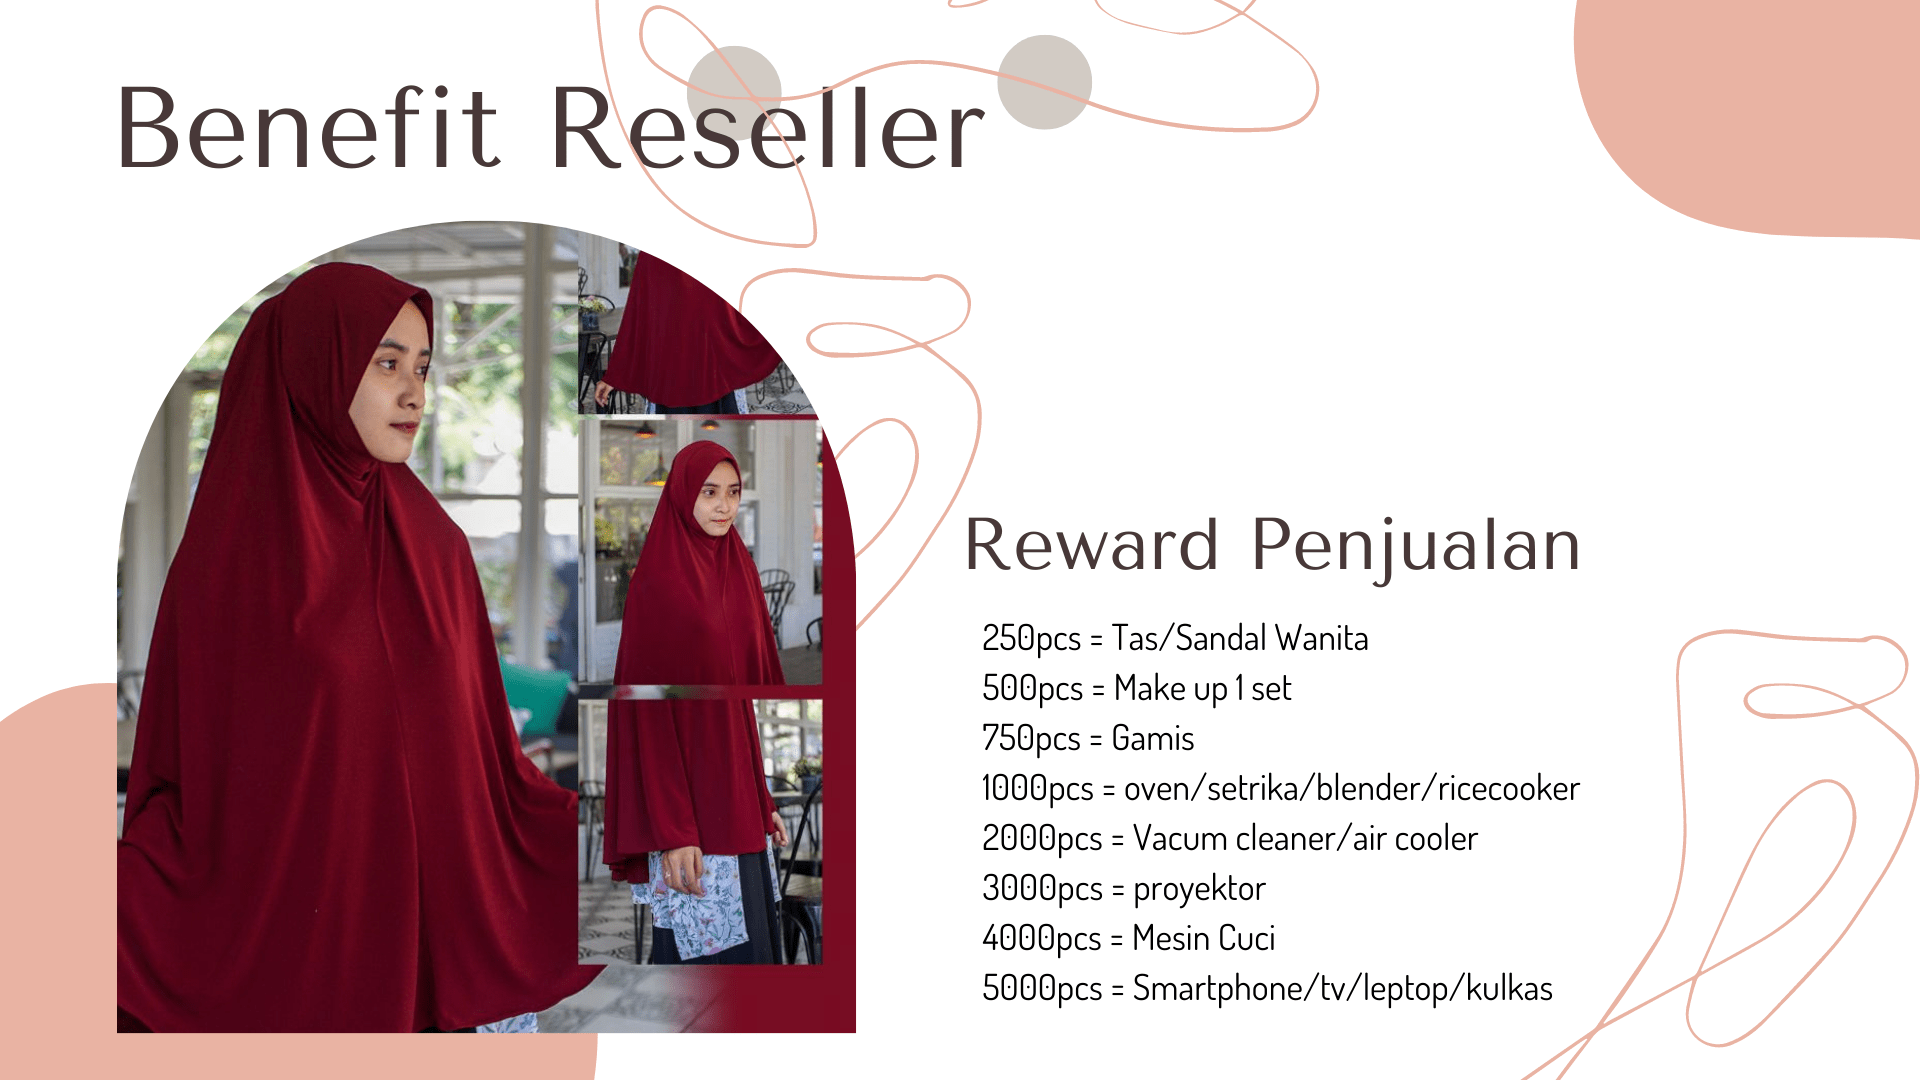 Benefit Reseller
Reward Penjualan
250pcs = Tas/Sandal Wanita
500pcs = Make up 1 set
750pcs = Gamis
1000pcs = oven/setrika/blender/ricecooker
2000pcs = Vacum cleaner/air cooler
3000pcs = proyektor
4000pcs = Mesin Cuci
5000pcs = Smartphone/tv/leptop/kulkas